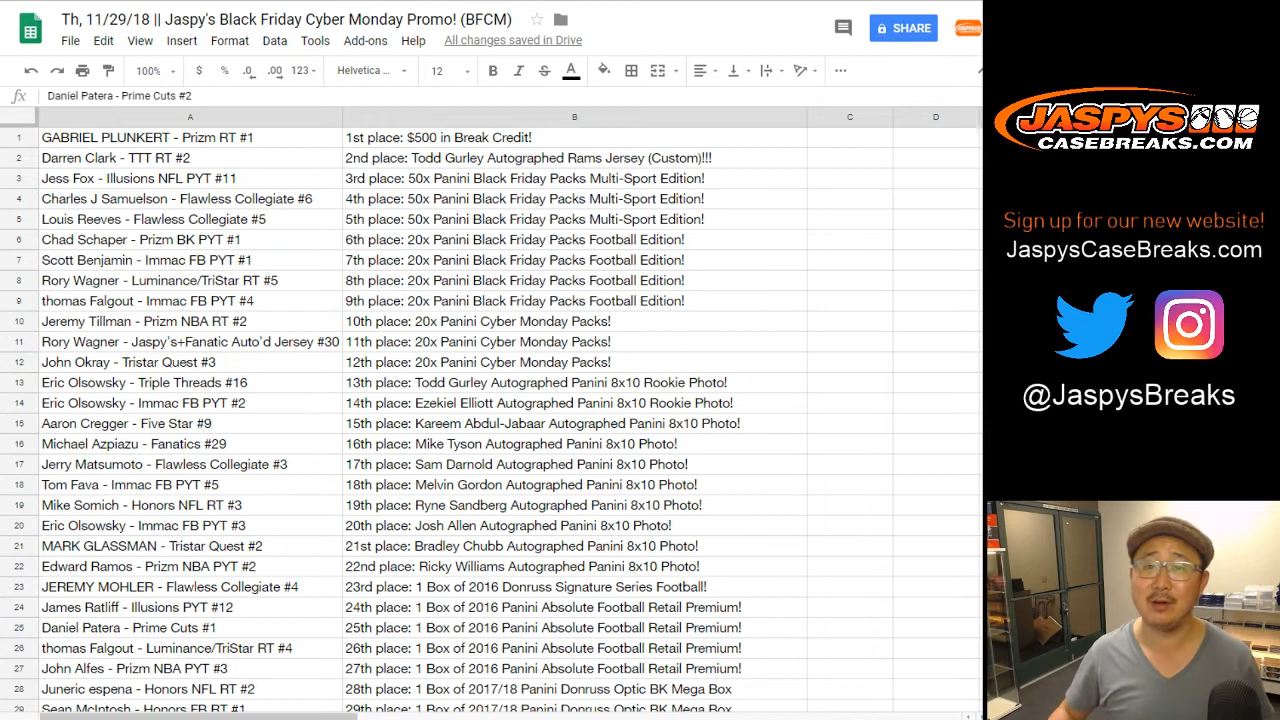 Th, 11/29/18 || Jaspy's Black Friday Cyber Monday Promo! (BFCM)
File Edit View Insert Format Tools Add-ons Help All changes saved in Drive
SHARE
100% $ % .0 .00 123 Helvetica ... 12 B I S A ...
fx Daniel Patera - Prime Cuts #2
A B C D
1 GABRIEL PLUNKERT - Prizm RT #1 1st place: $500 in Break Credit!
2 Darren Clark - TTT RT #2 2nd place: Todd Gurley Autographed Rams Jersey (Custom)!!!
3 Jess Fox - Illusions NFL PYT #11 3rd place: 50x Panini Black Friday Packs Multi-Sport Edition!
4 Charles J Samuelson - Flawless Collegiate #6 4th place: 50x Panini Black Friday Packs Multi-Sport Edition!
5 Louis Reeves - Flawless Collegiate #5 5th place: 50x Panini Black Friday Packs Multi-Sport Edition!
6 Chad Schaper - Prizm BK PYT #1 6th place: 20x Panini Black Friday Packs Football Edition!
7 Scott Benjamin - Immac FB PYT #1 7th place: 20x Panini Black Friday Packs Football Edition!
8 Rory Wagner - Luminance/TriStar RT #5 8th place: 20x Panini Black Friday Packs Football Edition!
9 thomas Falgout - Immac FB PYT #4 9th place: 20x Panini Black Friday Packs Football Edition!
10 Jeremy Tillman - Prizm NBA RT #2 10th place: 20x Panini Cyber Monday Packs!
11 Rory Wagner - Jaspy's+Fanatic Auto'd Jersey #30 11th place: 20x Panini Cyber Monday Packs!
12 John Okray - Tristar Quest #3 12th place: 20x Panini Cyber Monday Packs!
13 Eric Olsowsky - Triple Threads #16 13th place: Todd Gurley Autographed Panini 8x10 Rookie Photo!
14 Eric Olsowsky - Immac FB PYT #2 14th place: Ezekiel Elliott Autographed Panini 8x10 Rookie Photo!
15 Aaron Cregger - Five Star #9 15th place: Kareem Abdul-Jabaar Autographed Panini 8x10 Photo!
16 Michael Azpiazu - Fanatics #29 16th place: Mike Tyson Autographed Panini 8x10 Photo!
17 Jerry Matsumoto - Flawless Collegiate #3 17th place: Sam Darnold Autographed Panini 8x10 Photo!
18 Tom Fava - Immac FB PYT #5 18th place: Melvin Gordon Autographed Panini 8x10 Photo!
19 Mike Somich - Honors NFL RT #3 19th place: Ryne Sandberg Autographed Panini 8x10 Photo!
20 Eric Olsowsky - Immac FB PYT #3 20th place: Josh Allen Autographed Panini 8x10 Photo!
21 MARK GLASSMAN - Tristar Quest #2 21st place: Bradley Chubb Autographed Panini 8x10 Photo!
22 Edward Ramos - Prizm NBA PYT #2 22nd place: Ricky Williams Autographed Panini 8x10 Photo!
23 JEREMY MOHLER - Flawless Collegiate #4 23rd place: 1 Box of 2016 Donruss Signature Series Football!
24 James Ratliff - Illusions PYT #12 24th place: 1 Box of 2016 Panini Absolute Football Retail Premium!
25 Daniel Patera - Prime Cuts #1 25th place: 1 Box of 2016 Panini Absolute Football Retail Premium!
26 thomas Falgout - Luminance/TriStar RT #4 26th place: 1 Box of 2016 Panini Absolute Football Retail Premium!
27 John Alfes - Prizm NBA PYT #3 27th place: 1 Box of 2016 Panini Absolute Football Retail Premium!
28 Juneric espena - Honors NFL RT #2 28th place: 1 Box of 2017/18 Panini Donruss Optic BK Mega Box
29 Sean McIntosh - Honors FB RT #1 29th place: 1 Box of 2017/18 Panini Donruss Optic BK Mega Box
JASPYS
CASEBREAKS.COM
Sign up for our new website!
JaspysCaseBreaks.com
@JaspysBreaks